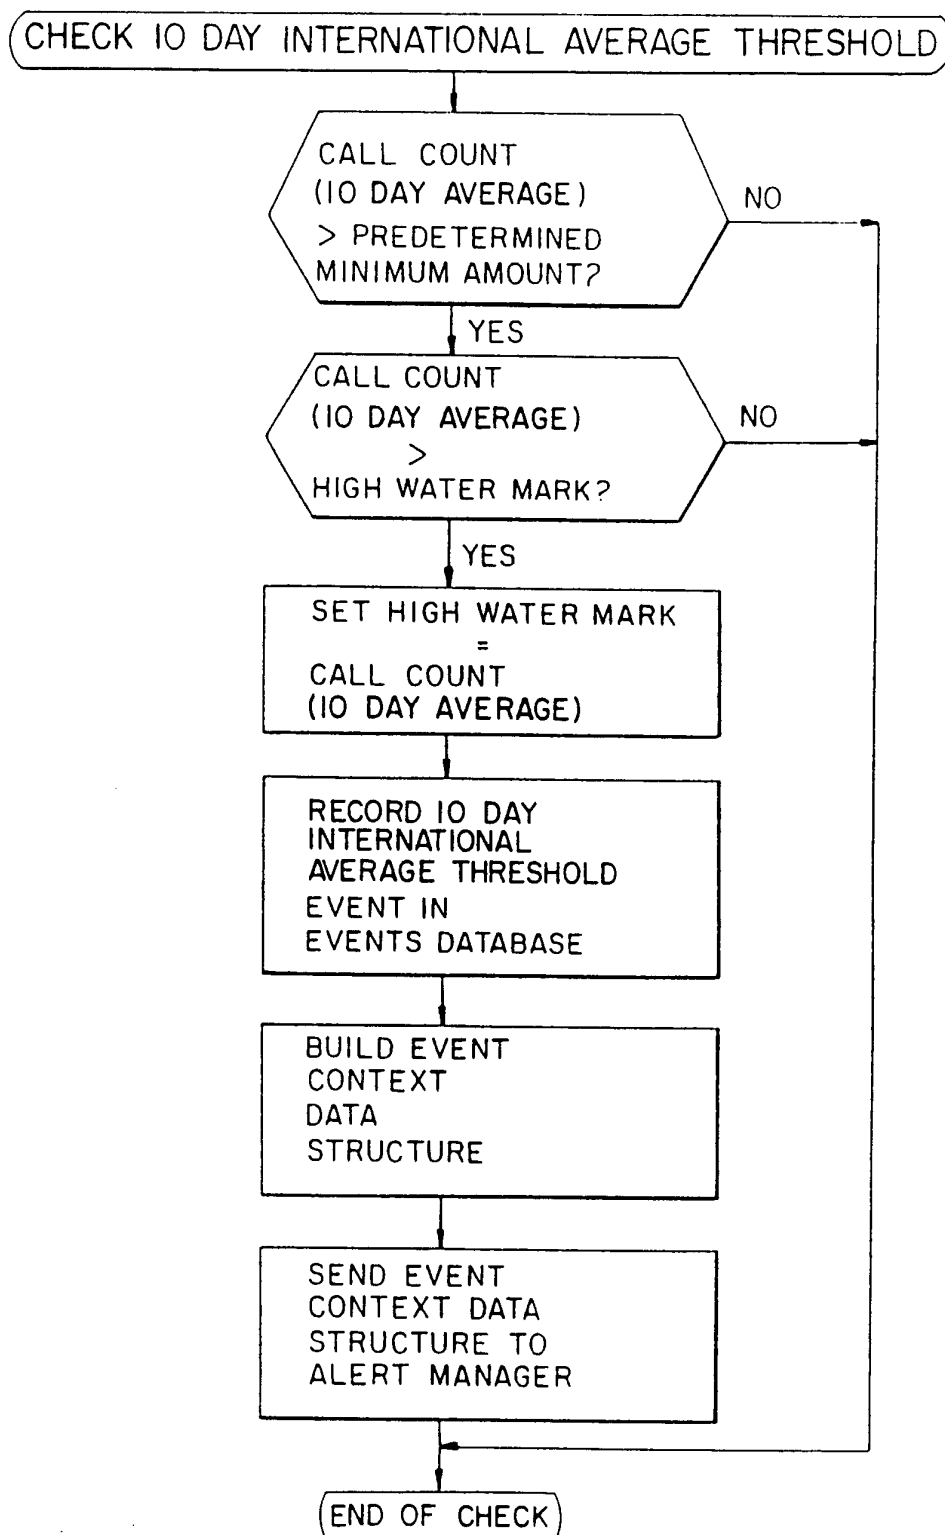 CHECK 10 DAY INTERNATIONAL AVERAGE THRESHOLD
CALL COUNT
(10 DAY AVERAGE)
> PREDETERMINED
MINIMUM AMOUNT?
NO
YES
CALL COUNT
(10 DAY AVERAGE)
>
HIGH WATER MARK?
NO
YES
SET HIGH WATER MARK
=
CALL COUNT
(10 DAY AVERAGE)
RECORD 10 DAY
INTERNATIONAL
AVERAGE THRESHOLD
EVENT IN
EVENTS DATABASE
BUILD EVENT
CONTEXT
DATA
STRUCTURE
SEND EVENT
CONTEXT DATA
STRUCTURE TO
ALERT MANAGER
END OF CHECK